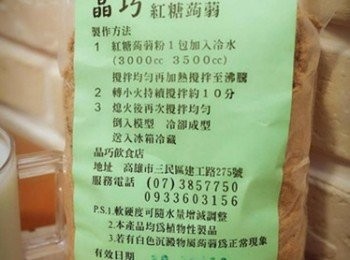 晶巧 紅糖蒟蒻
製作方法
1 紅糖蒟蒻粉1包加入冷水
(3000cc 3500cc)
攪拌均勻再加熱攪拌至沸騰
2 轉小火持續攪拌約10分
3 熄火後再次攪拌均勻
倒入模型 冷卻成型
送入冰箱冷藏
晶巧飲食店
地址 高雄市三民區建工路275號
服務電話 (07)3857750
0933603156
P.S.1.軟硬度可隨水量增減調整
2.本產品均為植物性製品
3.若有白色沉澱物屬蒟蒻為正常現象
有效日期